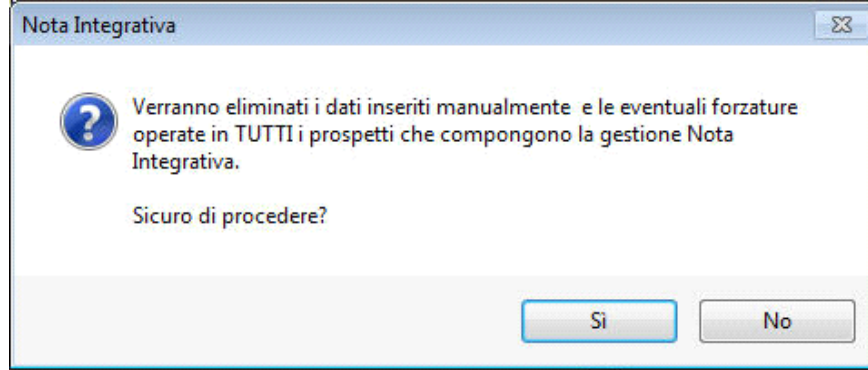 Nota Integrativa
Verranno eliminati i dati inseriti manualmente  e le eventuali forzature
operate in TUTTI i prospetti che compongono la gestione Nota
Integrativa.
Sicuro di procedere?
Sì
No